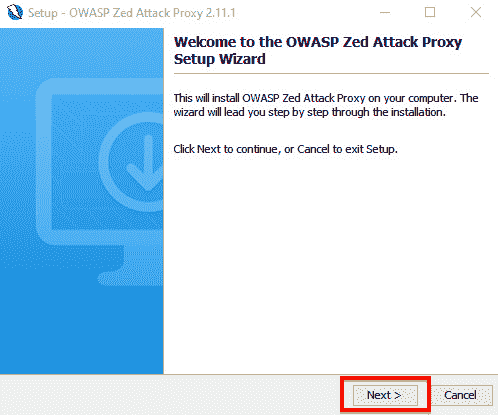 Setup - OWASP Zed Attack Proxy 2.11.1
Welcome to the OWASP Zed Attack Proxy
Setup Wizard
This will install OWASP Zed Attack Proxy on your computer. The
wizard will lead you step by step through the installation.
Click Next to continue, or Cancel to exit Setup.
Next >
Cancel